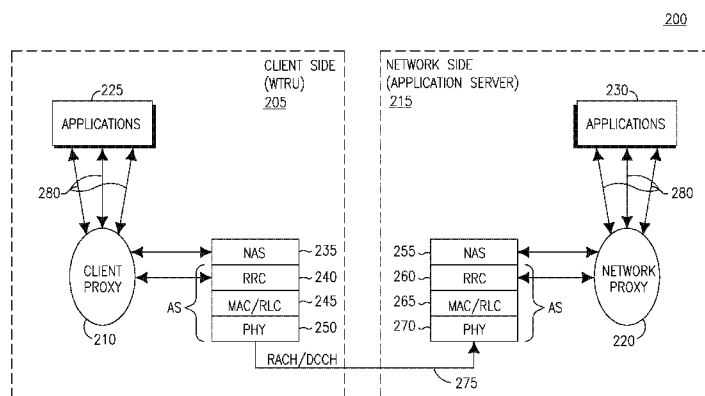 200
CLIENT SIDE
(WTRU)
205
NETWORK SIDE
(APPLICATION SERVER)
215
225
APPLICATIONS
230
APPLICATIONS
280
280
CLIENT
PROXY
210
NAS
235
RRC
240
MAC/RLC
245
PHY
250
AS
255
NAS
260
RRC
265
MAC/RLC
270
PHY
AS
NETWORK
PROXY
220
RACH/DCCH
275